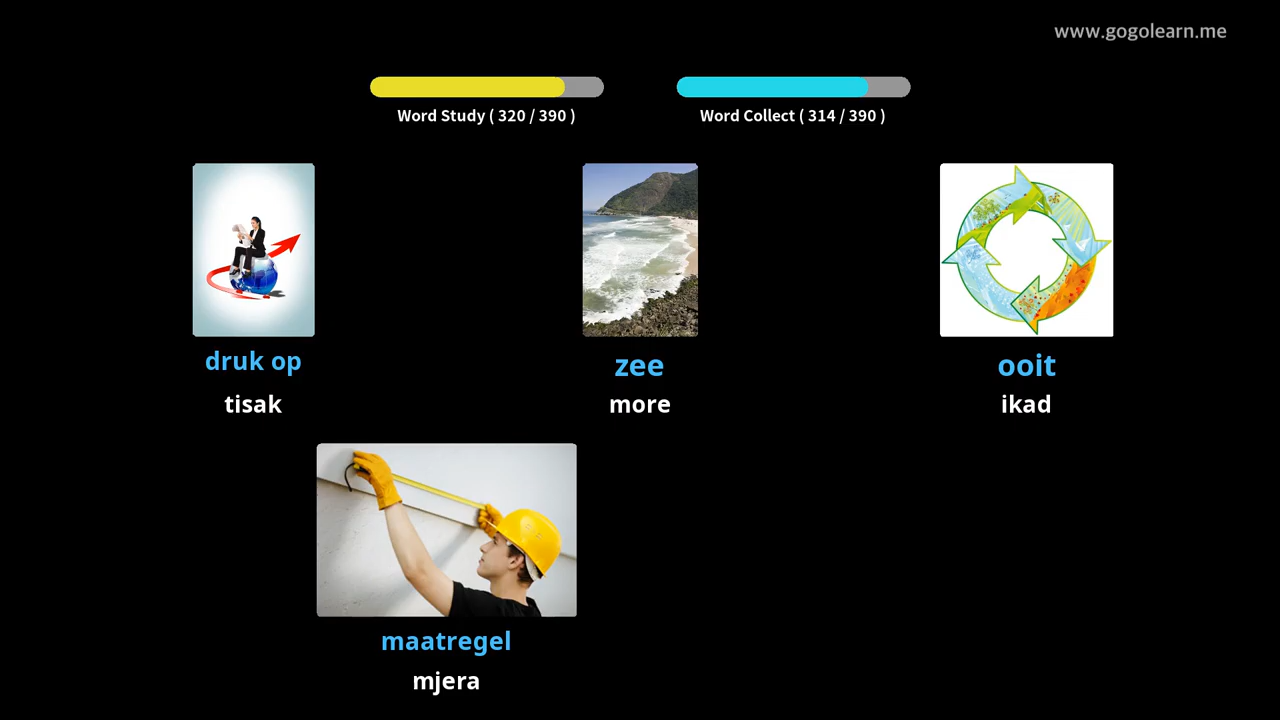 www.gogolearn.me
Word Study ( 320 / 390 )
Word Collect ( 314 / 390 )
druk op
tisak
zee
more
ooit
ikad
maatregel
mjera